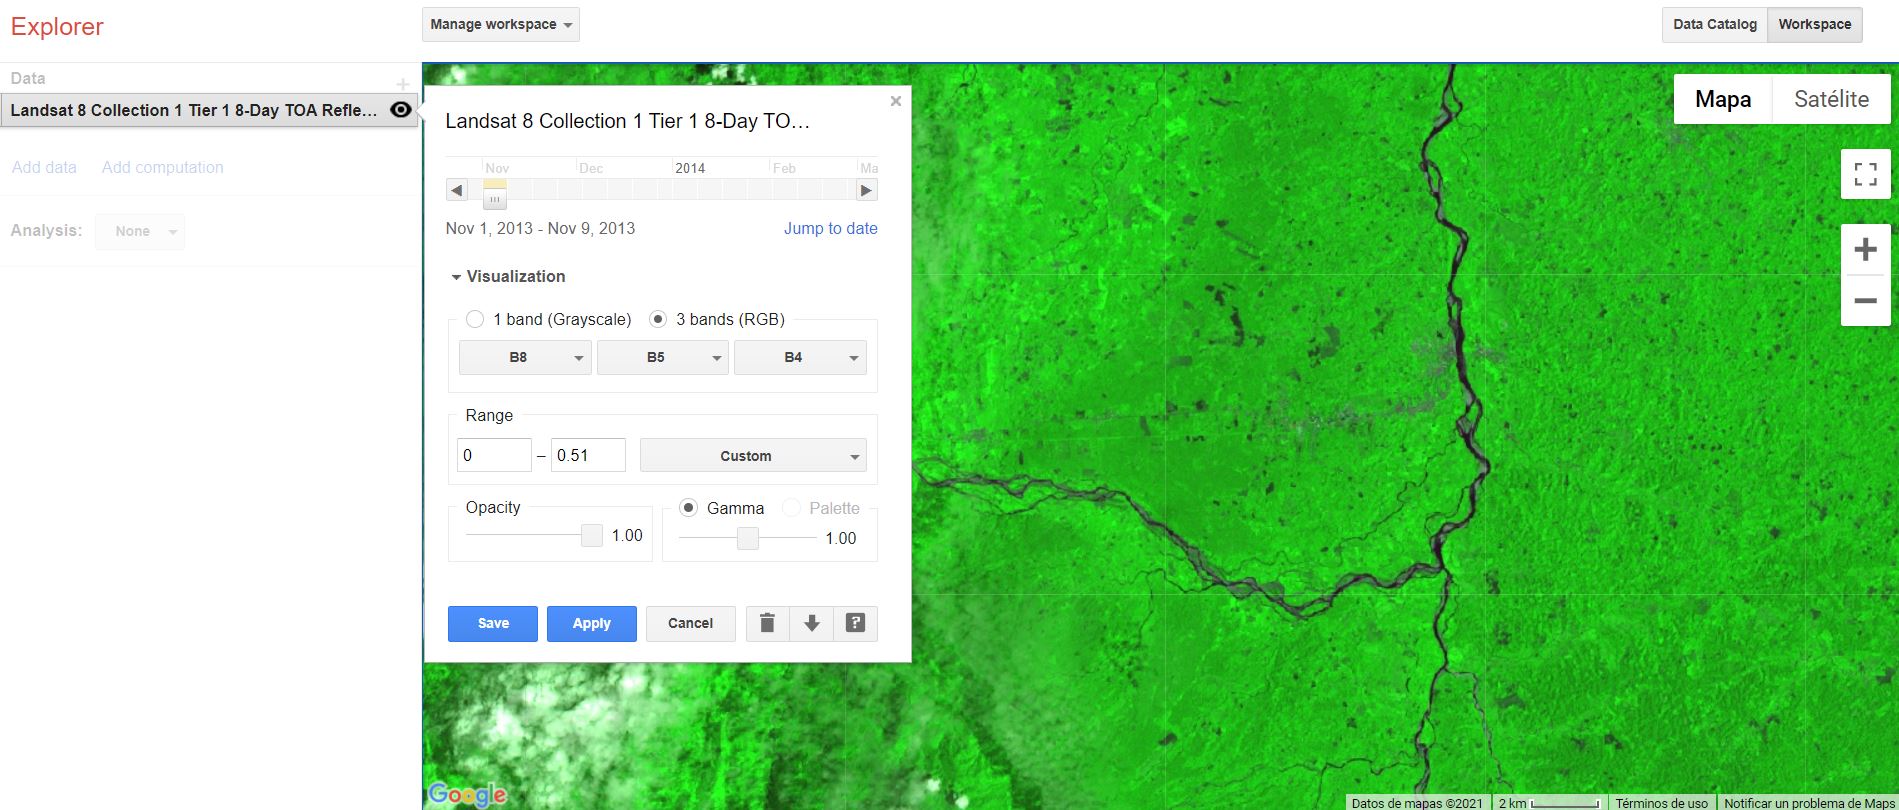 Explorer
Manage workspace
Data Catalog
Workspace
Data
Landsat 8 Collection 1 Tier 1 8-Day TOA Refle...
Add data
Add computation
Analysis:
None
Landsat 8 Collection 1 Tier 1 8-Day TO...
Nov Dec 2014 Feb Ma
Nov 1, 2013 - Nov 9, 2013
Jump to date
Visualization
1 band (Grayscale)
3 bands (RGB)
B8
B5
B4
Range
0 – 0.51
Custom
Opacity
1.00
Gamma
Palette
1.00
Save
Apply
Cancel
?
Mapa
Satélite
Google
Datos de mapas ©2021
2 km
Términos de uso
Notificar un problema de Maps